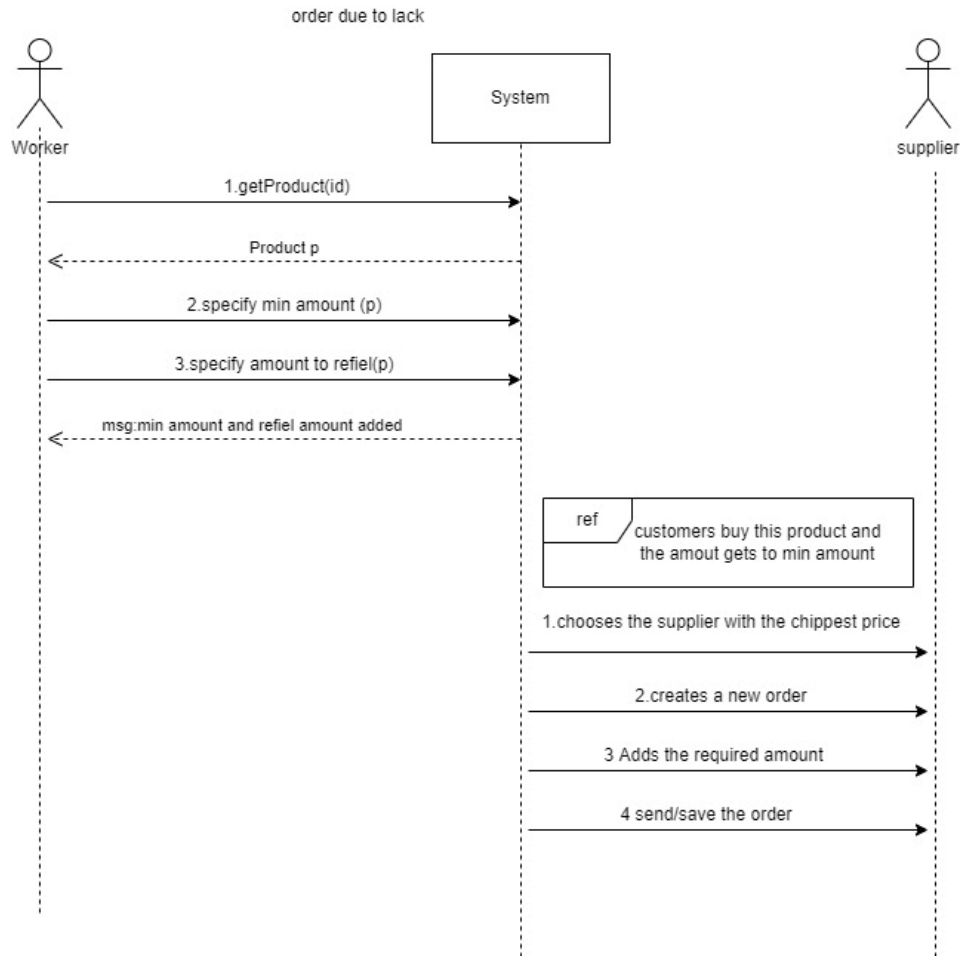 order due to lack
System
Worker
supplier
1.getProduct(id)
Product p
2.specify min amount (p)
3.specify amount to refiel(p)
msg:min amount and refiel amount added
ref
customers buy this product and
the amout gets to min amount
1.chooses the supplier with the chippest price
2.creates a new order
3 Adds the required amount
4 send/save the order